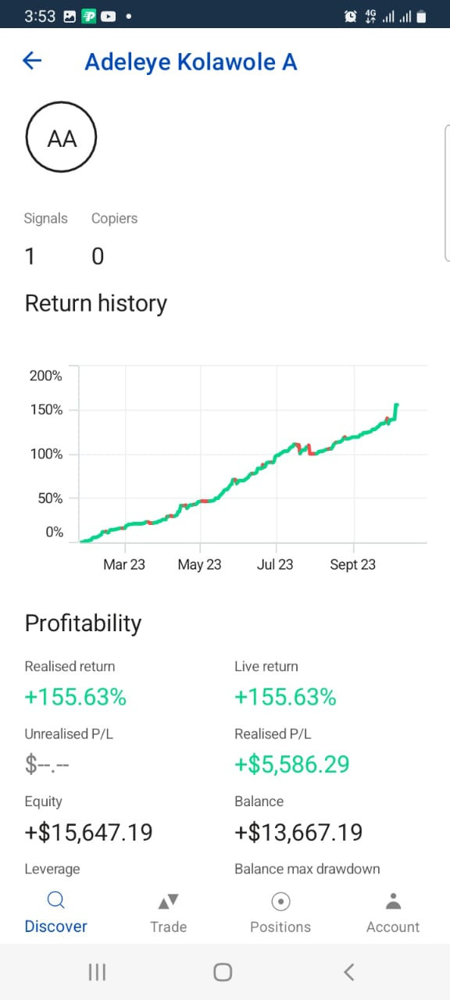 3:53 4G
Adeleye Kolawole A
AA
Signals Copiers
1 0
Return history
200%
150%
100%
50%
0%
Mar 23 May 23 Jul 23 Sept 23
Profitability
Realised return Live return
+155.63% +155.63%
Unrealised P/L Realised P/L
$--.-- +$5,586.29
Equity Balance
+$15,647.19 +$13,667.19
Leverage Balance max drawdown
Discover Trade Positions Account